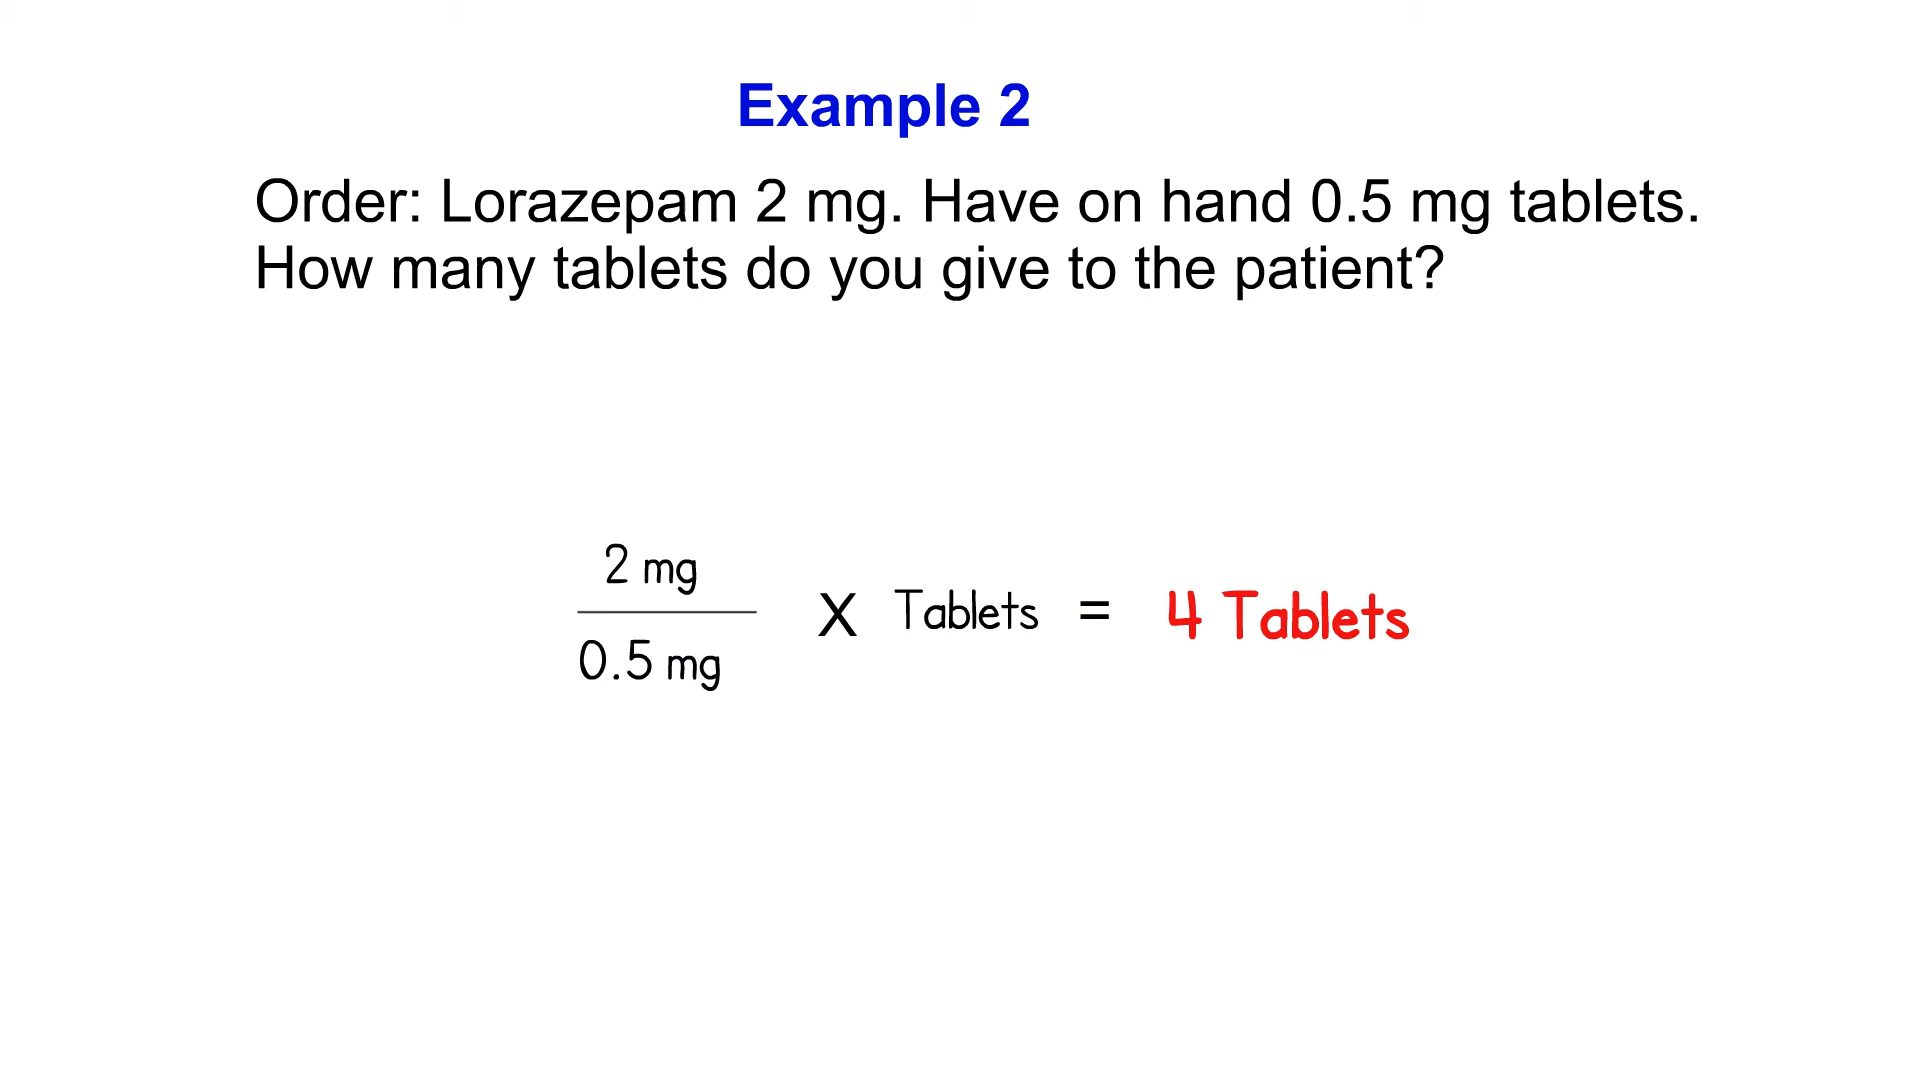 Example 2
Order: Lorazepam 2 mg. Have on hand 0.5 mg tablets.
How many tablets do you give to the patient?
2 mg
0.5 mg
X Tablets = 4 Tablets